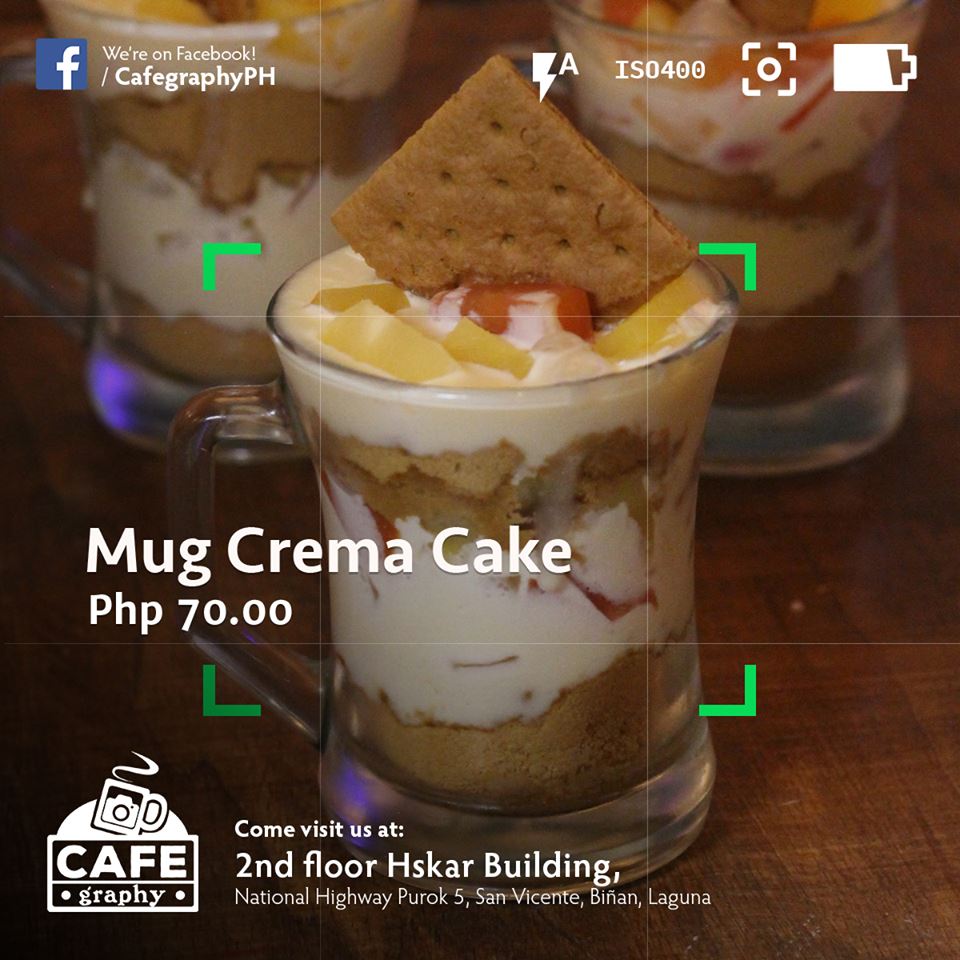 We're on Facebook!
/ CafegraphyPH
A
ISO400
Mug Crema Cake
Php 70.00
CAFE
• graphy •
Come visit us at:
2nd floor Hskar Building,
National Highway Purok 5, San Vicente, Biñan, Laguna